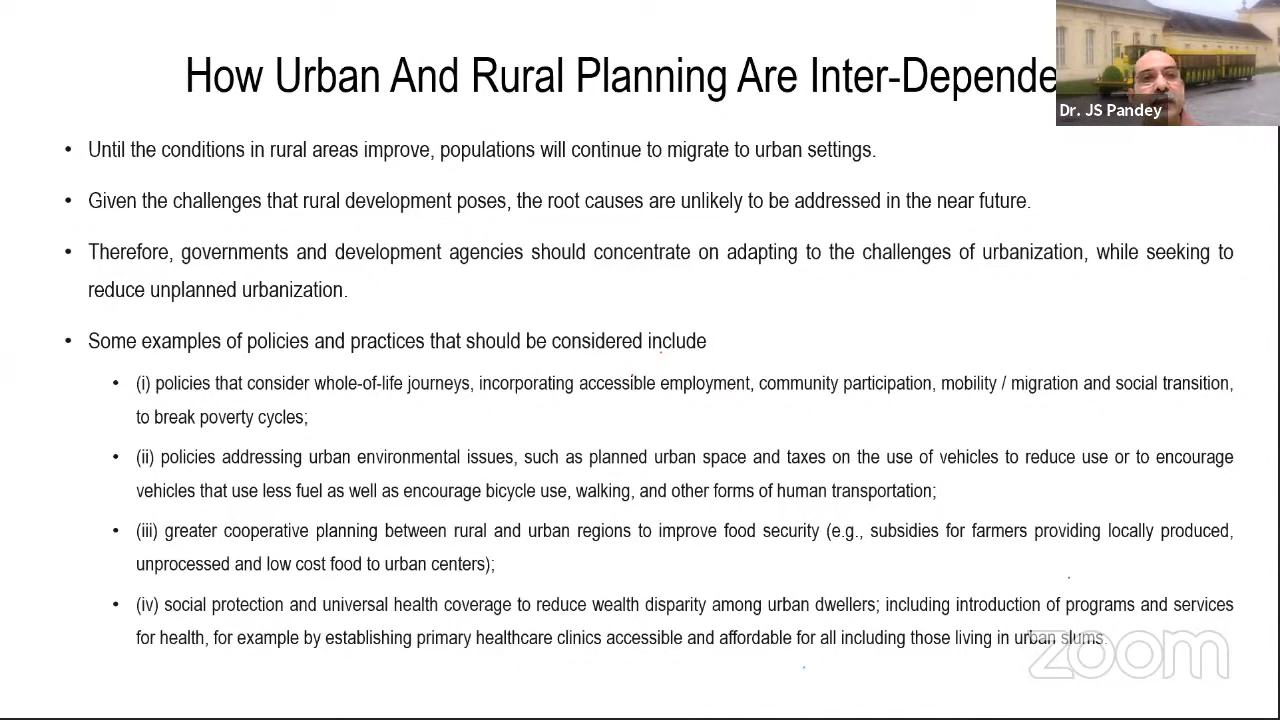 How Urban And Rural Planning Are Inter-Depende
Dr. JS Pandey
• Until the conditions in rural areas improve, populations will continue to migrate to urban settings.
• Given the challenges that rural development poses, the root causes are unlikely to be addressed in the near future.
• Therefore, governments and development agencies should concentrate on adapting to the challenges of urbanization, while seeking to
reduce unplanned urbanization.
• Some examples of policies and practices that should be considered include
• (i) policies that consider whole-of-life journeys, incorporating accessible employment, community participation, mobility / migration and social transition,
to break poverty cycles;
• (ii) policies addressing urban environmental issues, such as planned urban space and taxes on the use of vehicles to reduce use or to encourage
vehicles that use less fuel as well as encourage bicycle use, walking, and other forms of human transportation;
• (iii) greater cooperative planning between rural and urban regions to improve food security (e.g., subsidies for farmers providing locally produced,
unprocessed and low cost food to urban centers);
• (iv) social protection and universal health coverage to reduce wealth disparity among urban dwellers; including introduction of programs and services
for health, for example by establishing primary healthcare clinics accessible and affordable for all including those living in urban slums.
zoom